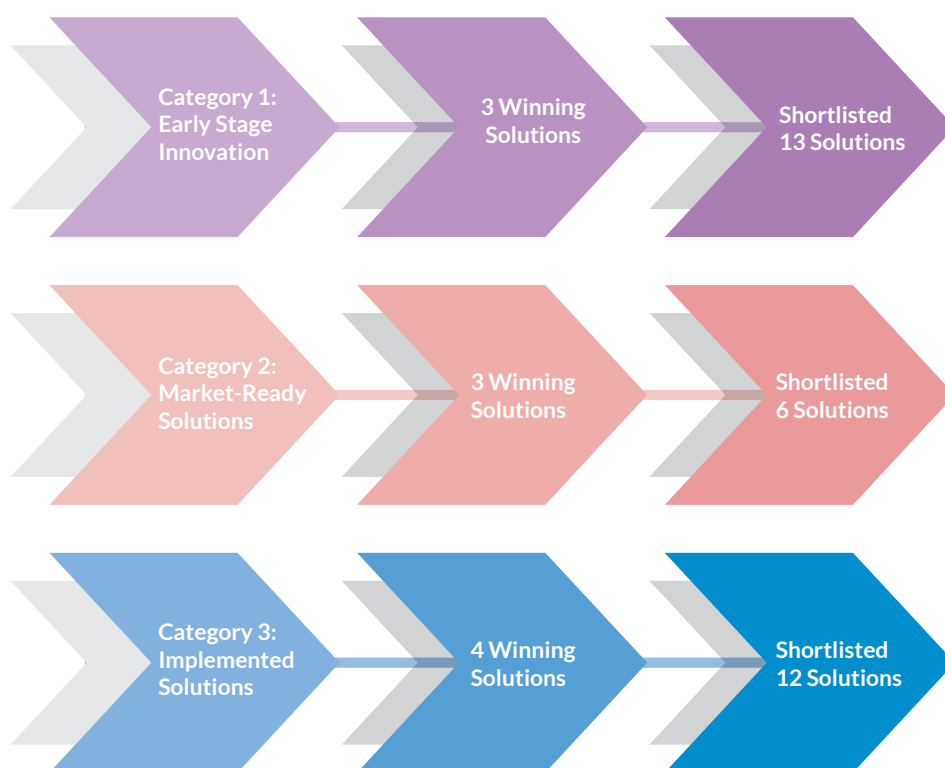 Category 1:
Early Stage
Innovation
3 Winning
Solutions
Shortlisted
13 Solutions
Category 2:
Market-Ready
Solutions
3 Winning
Solutions
Shortlisted
6 Solutions
Category 3:
Implemented
Solutions
4 Winning
Solutions
Shortlisted
12 Solutions